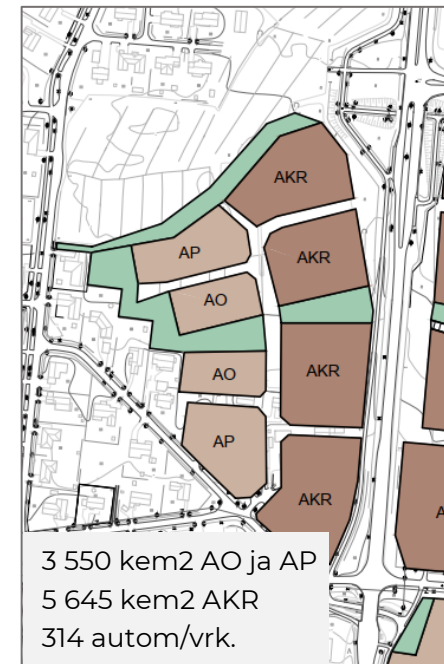 AKR
AP
AKR
AO
AO
AKR
AP
AKR
A
3 550 kem2 AO ja AP
5 645 kem2 AKR
314 autom/vrk.